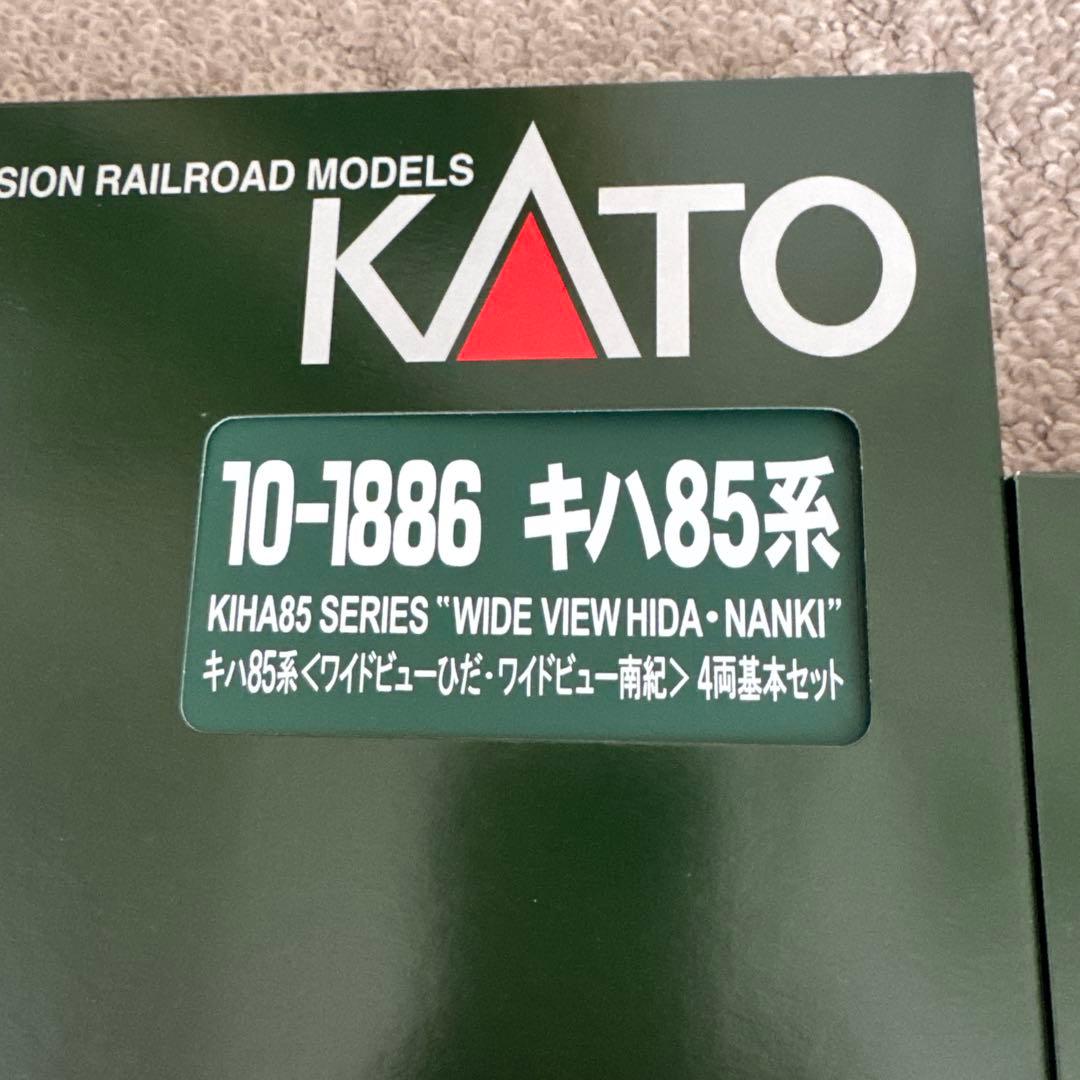 SION RAILROAD MODELS
KATO
10-1886 キハ85系
KIHA85 SERIES “WIDE VIEW HIDA・NANKI”
キハ85系<ワイドビューひだ・ワイドビュー南紀> 4両基本セット